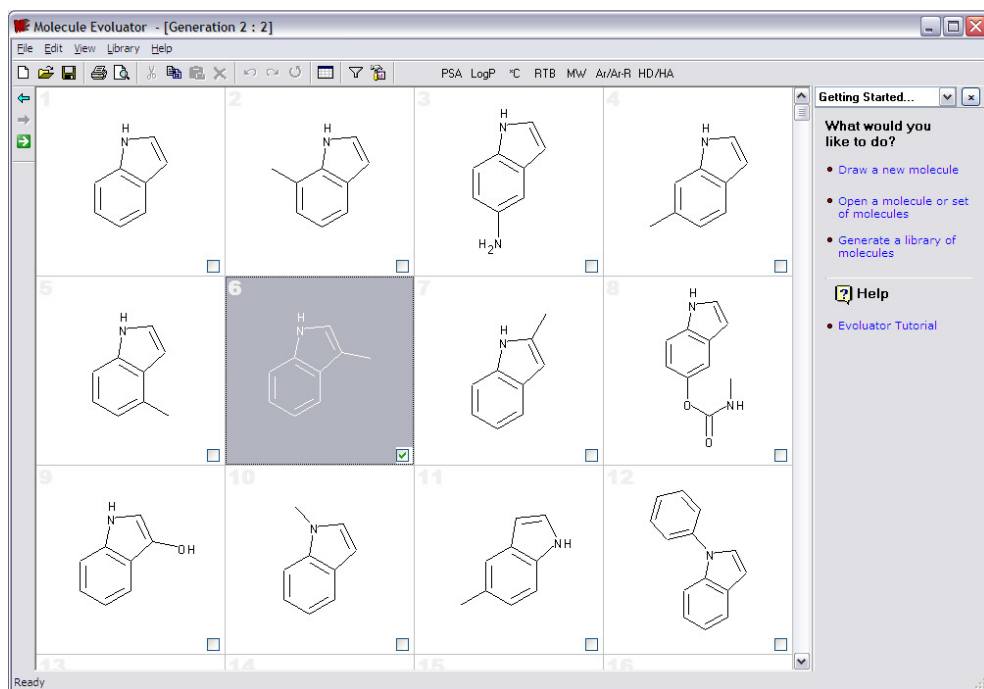 Molecule Evoluator - [Generation 2 : 2]
File Edit View Library Help
PSA LogP °C RTB MW Ar/Ar-R HD/HA
Getting Started...
What would you
like to do?
Draw a new molecule
Open a molecule or set
of molecules
Generate a library of
molecules
? Help
Evoluator Tutorial
1 2 3 4
H
N
H
N
H
N
H₂N
H
N
5 6 7 8
H
N
H
N
H
N
H
N
O
NH
O
9 10 11 12
H
N
OH
N
NH
N
13 14 15 16
Ready